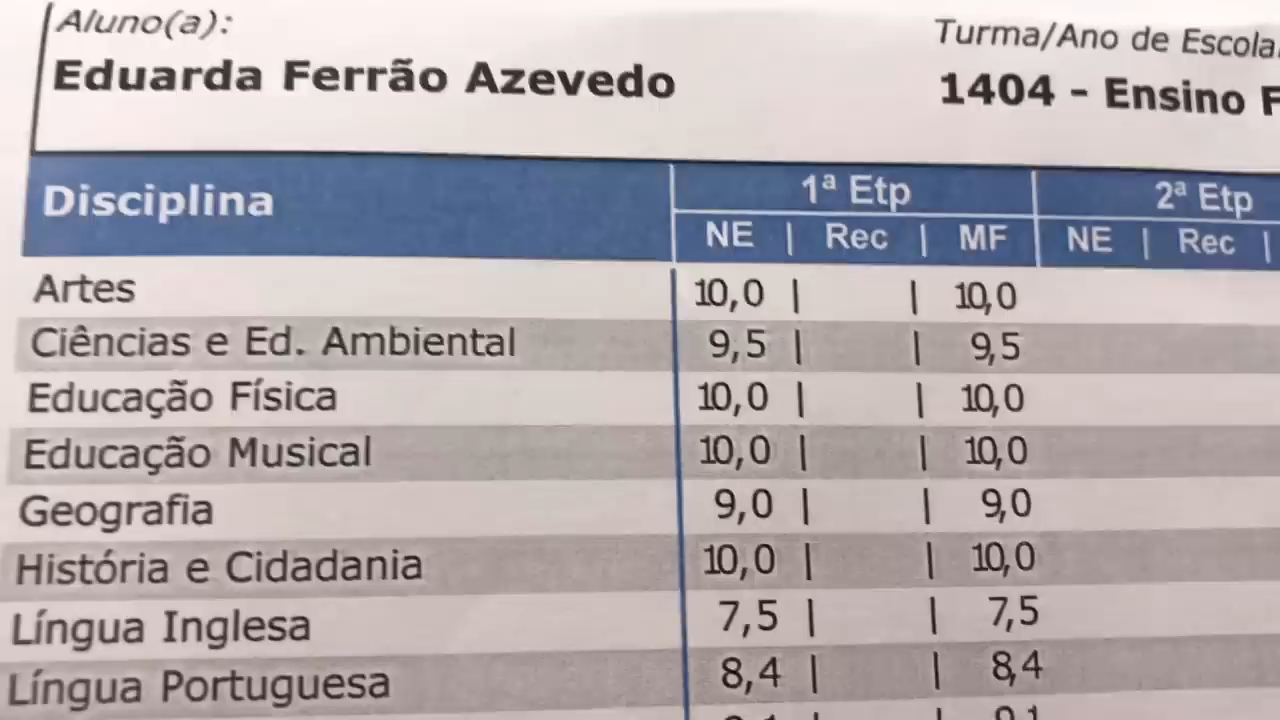 Aluno(a): Turma/Ano de Escola
Eduarda Ferrão Azevedo 1404 - Ensino F
Disciplina 1ª Etp 2ª Etp
NE | Rec | MF NE | Rec |
Artes 10,0 | | 10,0
Ciências e Ed. Ambiental 9,5 | | 9,5
Educação Física 10,0 | | 10,0
Educação Musical 10,0 | | 10,0
Geografia 9,0 | | 9,0
História e Cidadania 10,0 | | 10,0
Língua Inglesa 7,5 | | 7,5
Língua Portuguesa 8,4 | | 8,4